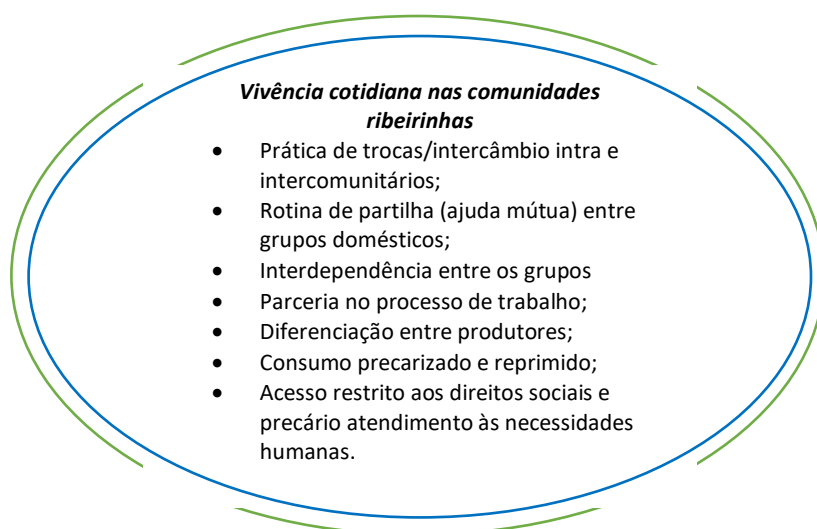 Vivência cotidiana nas comunidades
ribeirinhas
• Prática de trocas/intercâmbio intra e
intercomunitários;
• Rotina de partilha (ajuda mútua) entre
grupos domésticos;
• Interdependência entre os grupos
• Parceria no processo de trabalho;
• Diferenciação entre produtores;
• Consumo precarizado e reprimido;
• Acesso restrito aos direitos sociais e
precário atendimento às necessidades
humanas.